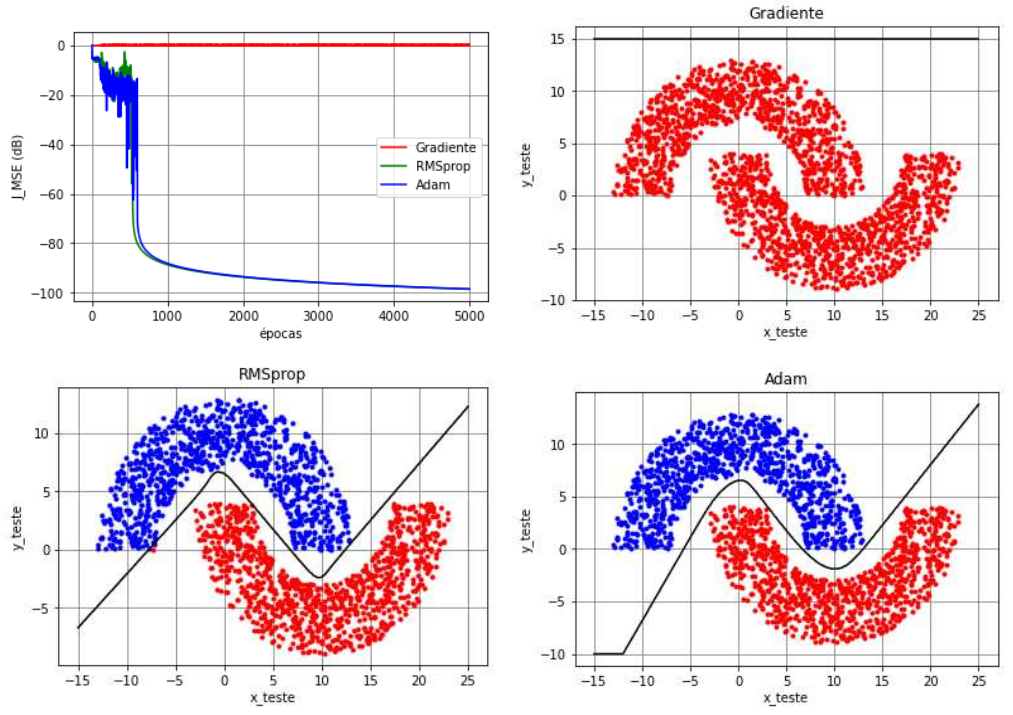 0
−20
−40
−60
−80
−100
J_MSE (dB)
0 1000 2000 3000 4000 5000
épocas
Gradiente
RMSprop
Adam
Gradiente
15
10
5
0
−5
−10
y_teste
−15 −10 −5 0 5 10 15 20 25
x_teste
RMSprop
10
5
0
−5
y_teste
−15 −10 −5 0 5 10 15 20 25
x_teste
Adam
10
5
0
−5
−10
y_teste
−15 −10 −5 0 5 10 15 20 25
x_teste